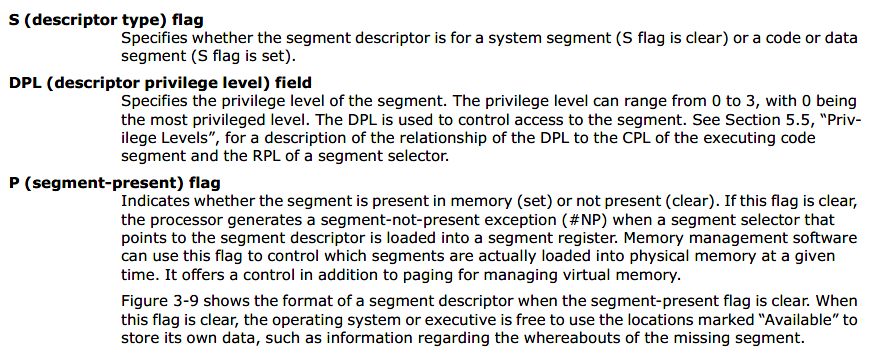 S (descriptor type) flag
Specifies whether the segment descriptor is for a system segment (S flag is clear) or a code or data
segment (S flag is set).
DPL (descriptor privilege level) field
Specifies the privilege level of the segment. The privilege level can range from 0 to 3, with 0 being
the most privileged level. The DPL is used to control access to the segment. See Section 5.5, “Priv-
ilege Levels”, for a description of the relationship of the DPL to the CPL of the executing code
segment and the RPL of a segment selector.
P (segment-present) flag
Indicates whether the segment is present in memory (set) or not present (clear). If this flag is clear,
the processor generates a segment-not-present exception (#NP) when a segment selector that
points to the segment descriptor is loaded into a segment register. Memory management software
can use this flag to control which segments are actually loaded into physical memory at a given
time. It offers a control in addition to paging for managing virtual memory.
Figure 3-9 shows the format of a segment descriptor when the segment-present flag is clear. When
this flag is clear, the operating system or executive is free to use the locations marked “Available” to
store its own data, such as information regarding the whereabouts of the missing segment.